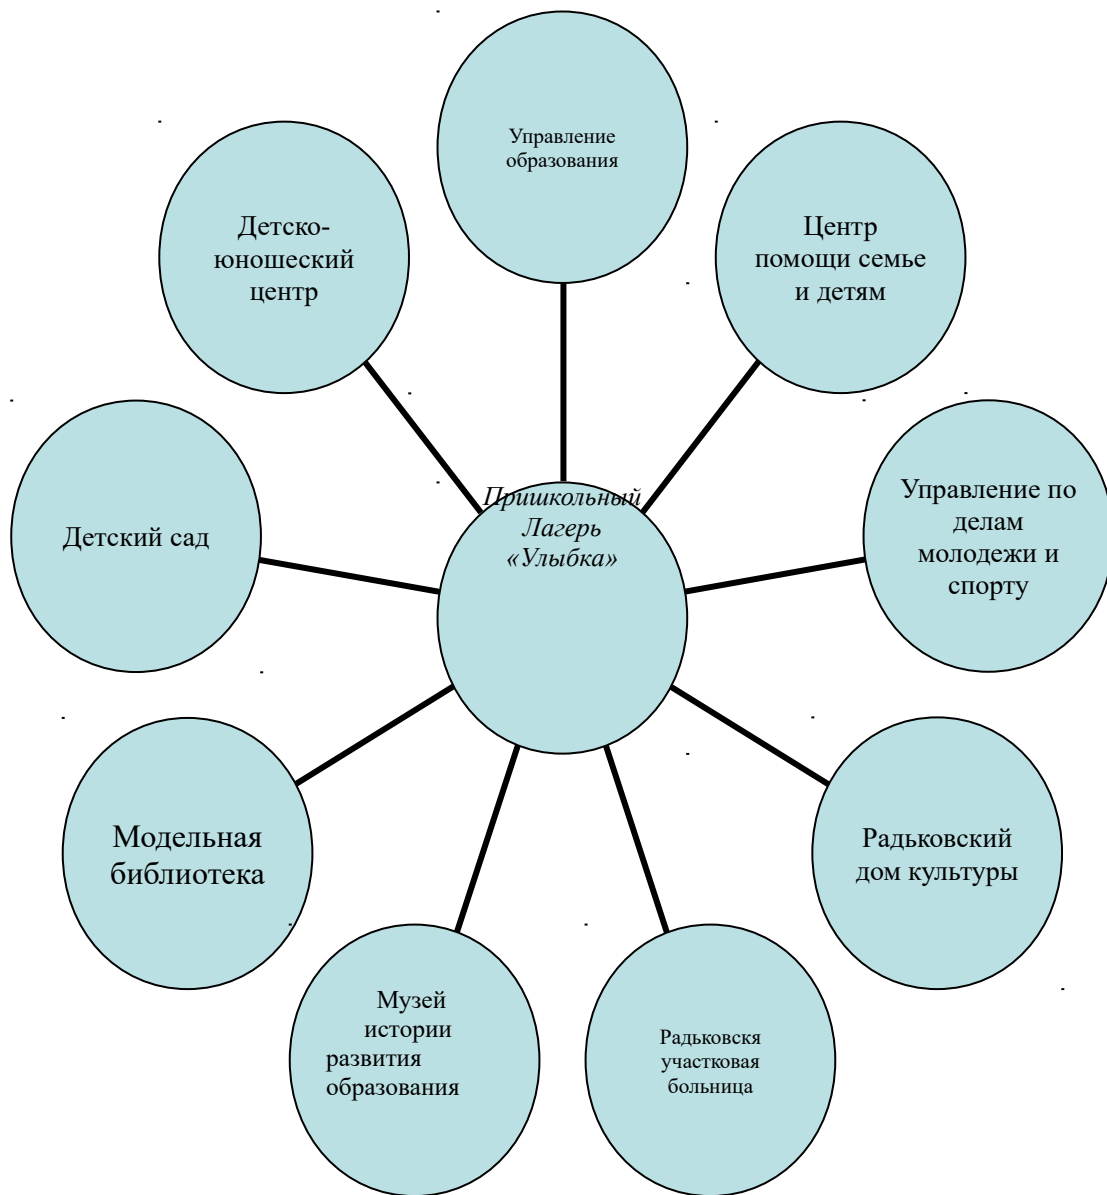 Управление
образования
Детско-
юношеский
центр
Центр
помощи семье
и детям
Детский сад
Пришкольный
Лагерь
«Улыбка»
Управление по
делам
молодежи и
спорту
Модельная
библиотека
Радьковский
дом культуры
Музей
истории
развития
образования
Радьковскя
участковая
больница